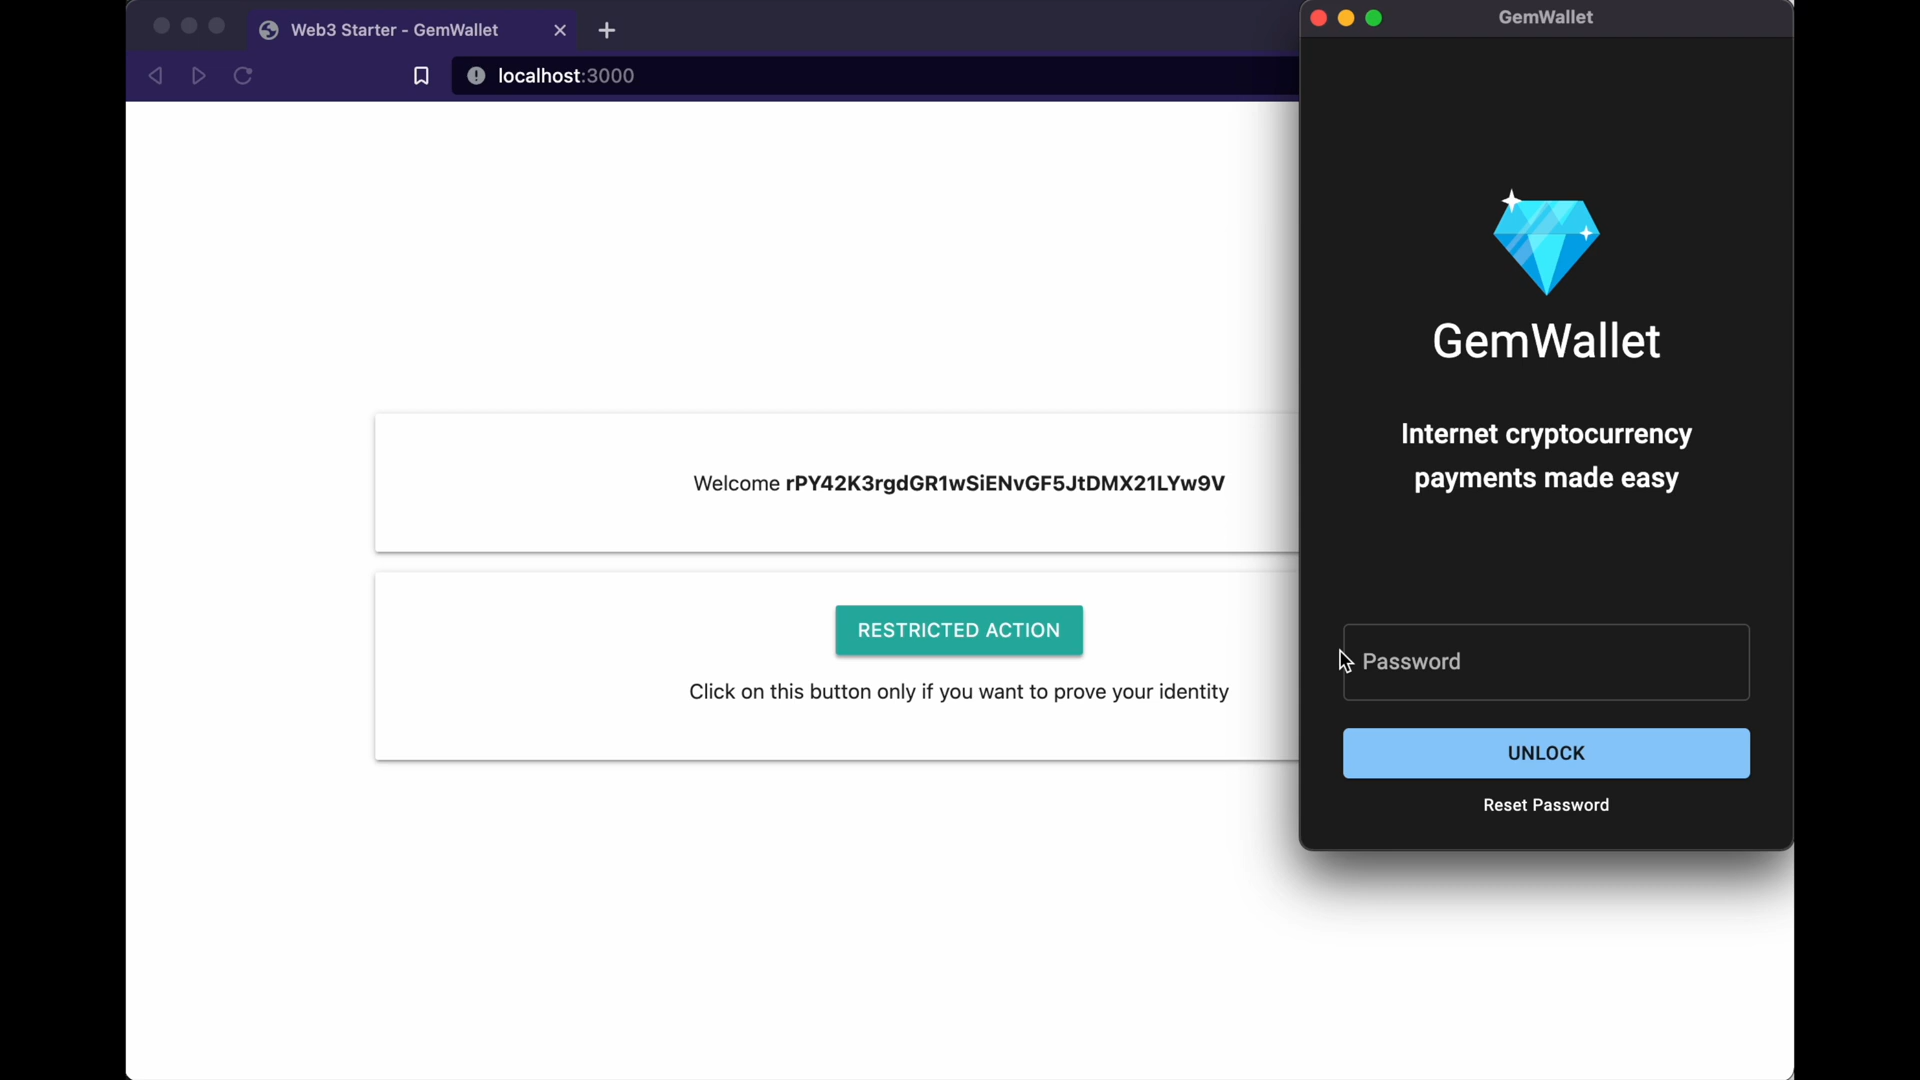 Web3 Starter - GemWallet
localhost:3000
Welcome rPY42K3rgdGR1wSiENvGF5JtDMX21LYw9V
RESTRICTED ACTION
Click on this button only if you want to prove your identity
GemWallet
GemWallet
Internet cryptocurrency
payments made easy
Password
UNLOCK
Reset Password